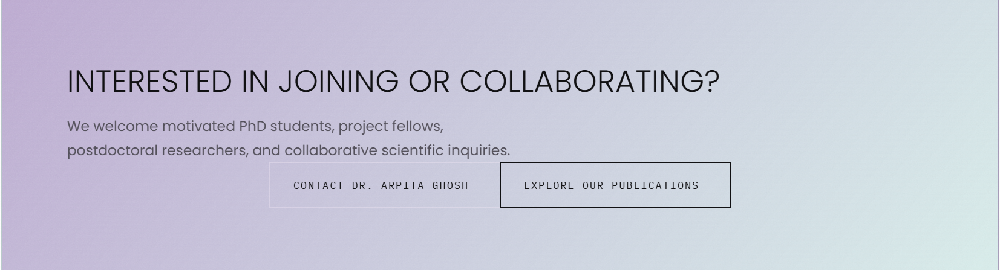 INTERESTED IN JOINING OR COLLABORATING?
We welcome motivated PhD students, project fellows,
postdoctoral researchers, and collaborative scientific inquiries.
CONTACT DR. ARPITA GHOSH
EXPLORE OUR PUBLICATIONS